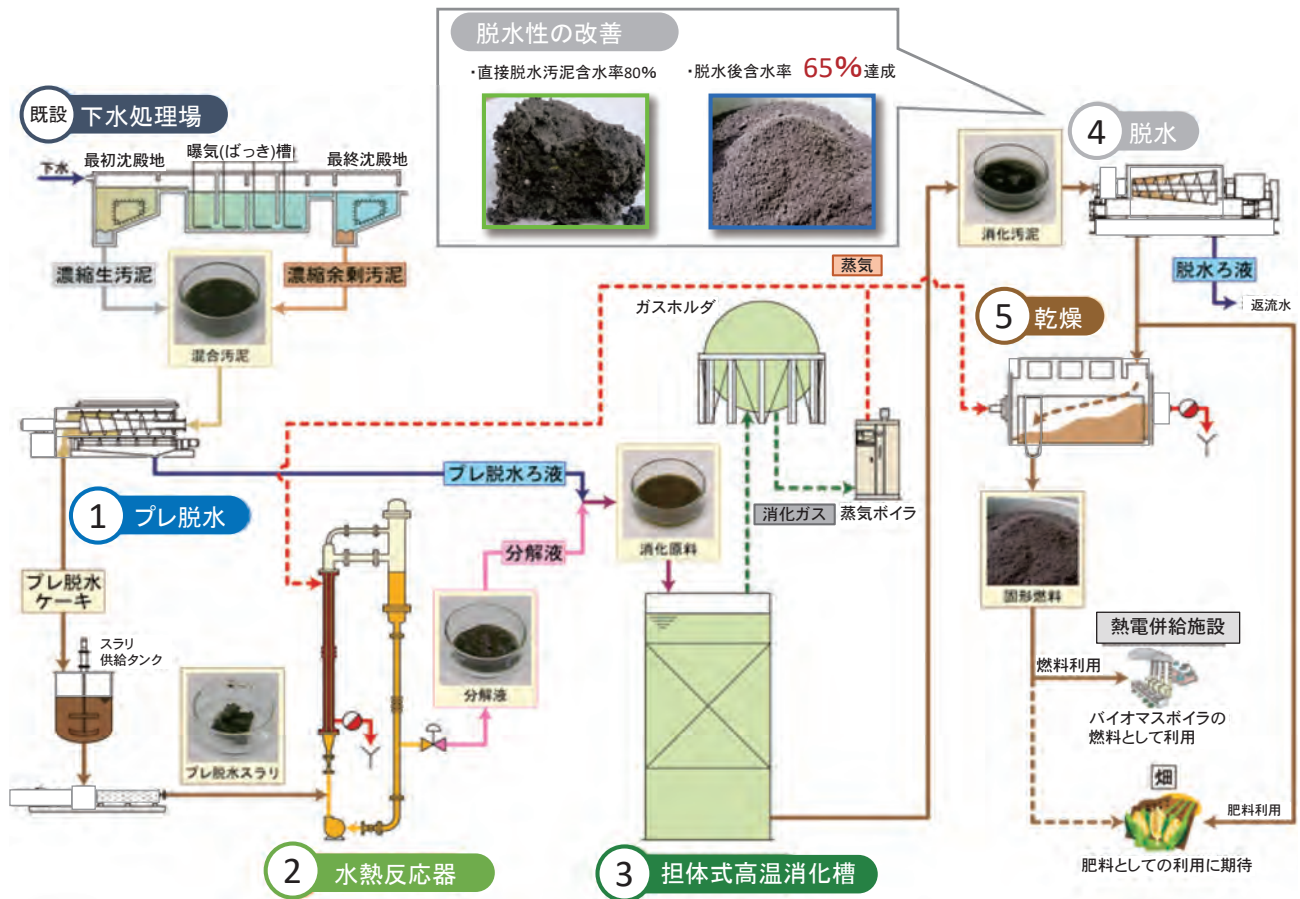 脱水性の改善
・直接脱水汚泥含水率80%
・脱水後含水率 65%達成
既設 下水処理場
下水
最初沈殿地
曝気(ばっき)槽
最終沈殿地
濃縮生汚泥
濃縮余剰汚泥
混合汚泥
1 プレ脱水
プレ脱水ろ液
プレ脱水
ケーキ
スラリ
供給タンク
プレ脱水スラリ
2 水熱反応器
分解液
分解液
消化原料
3 担体式高温消化槽
ガスホルダ
蒸気
消化ガス
蒸気ボイラ
消化汚泥
4 脱水
脱水ろ液
返流水
5 乾燥
固形燃料
熱電併給施設
燃料利用
バイオマスボイラの
燃料として利用
畑
肥料利用
肥料としての利用に期待